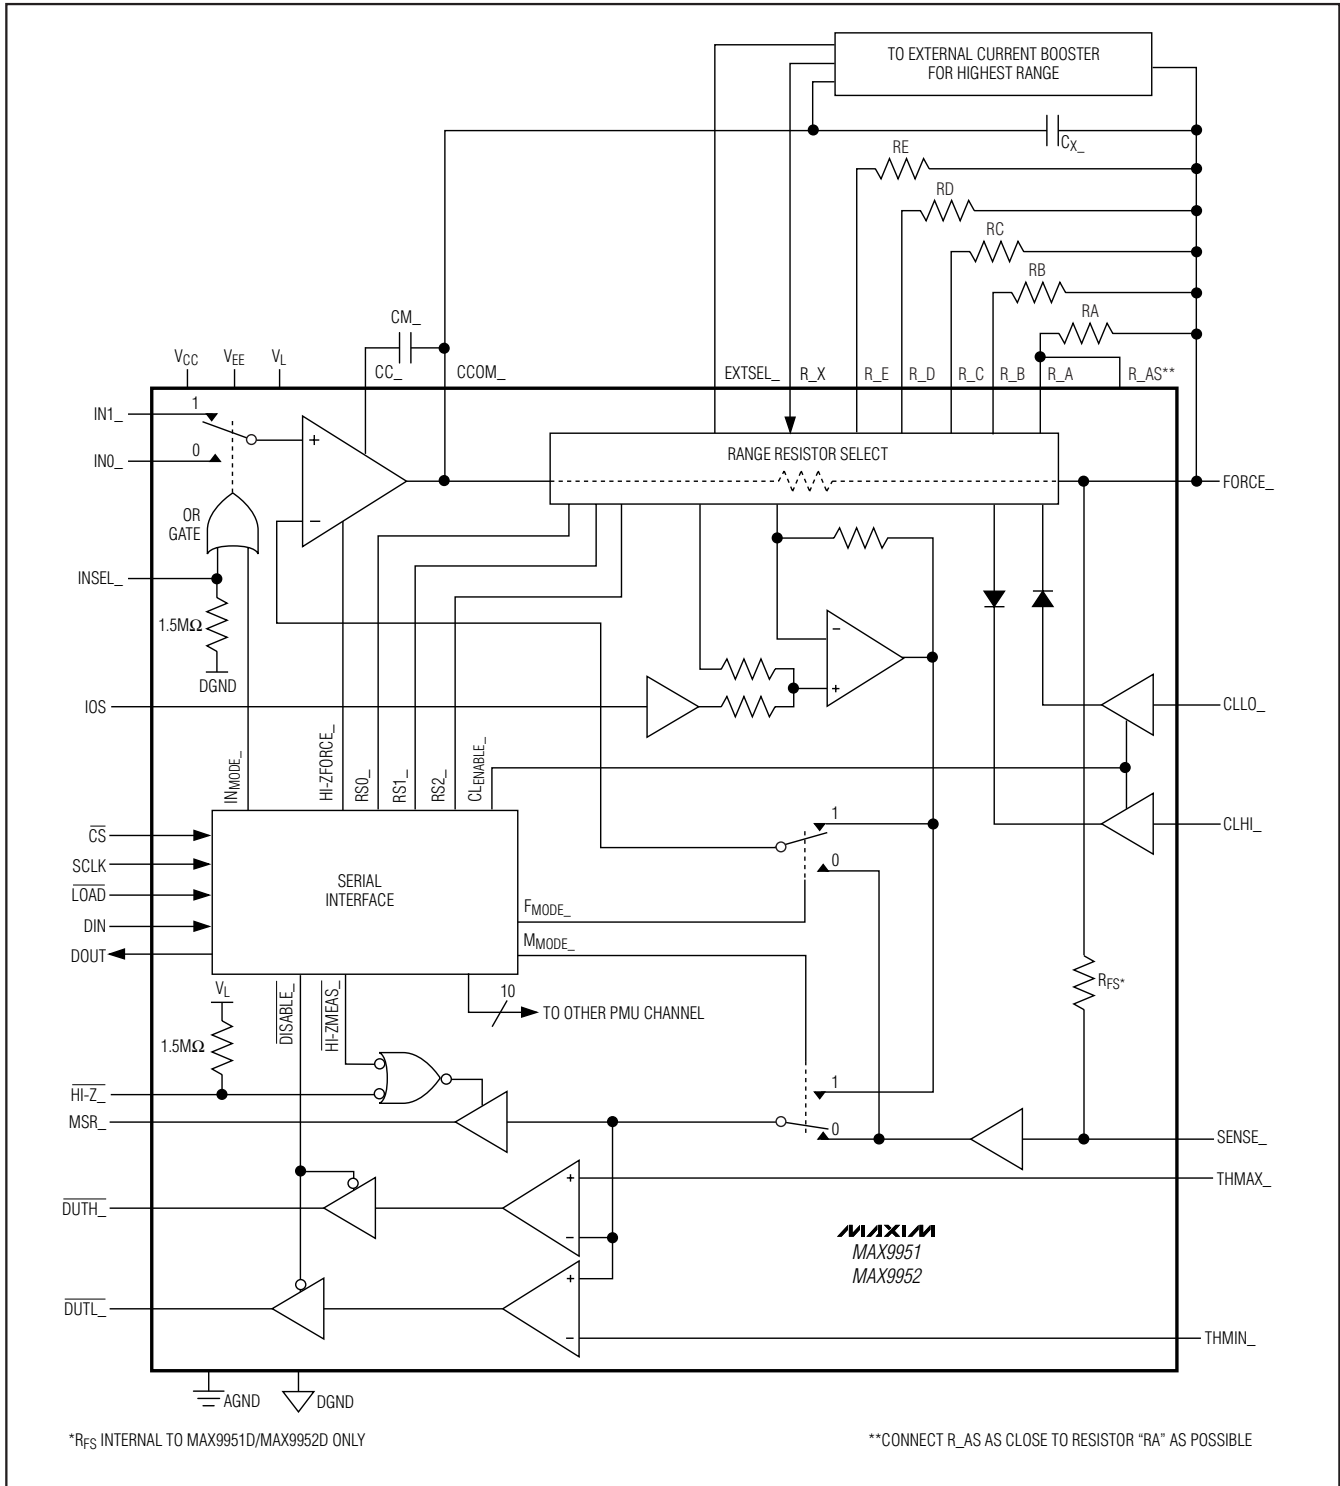 TO EXTERNAL CURRENT BOOSTER
FOR HIGHEST RANGE
CX_
RE
RD
RC
RB
RA
CM_
VCC
VEE
VL
CC_
CCOM_
EXTSEL_
R_X
R_E
R_D
R_C
R_B
R_A
R_AS**
IN1_
1
+
RANGE RESISTOR SELECT
IN0_
0
FORCE_
OR
GATE
−
INSEL_
1.5MΩ
−
DGND
+
IOS
CLLO_
INMODE_
HI-ZFORCE_
RS0_
RS1_
RS2_
CLENABLE_
1
CLHI_
CS
SCLK
SERIAL
INTERFACE
0
LOAD
FMODE_
DIN
MMODE_
DOUT
RFS*
VL
DISABLE_
HI-ZMEAS_
10
TO OTHER PMU CHANNEL
1.5MΩ
1
HI-Z_
MSR_
0
SENSE_
+
THMAX_
DUTH_
−
MAXIM
MAX9951
MAX9952
+
DUTL_
−
THMIN_
AGND
DGND
*RFS INTERNAL TO MAX9951D/MAX9952D ONLY
**CONNECT R_AS AS CLOSE TO RESISTOR “RA” AS POSSIBLE